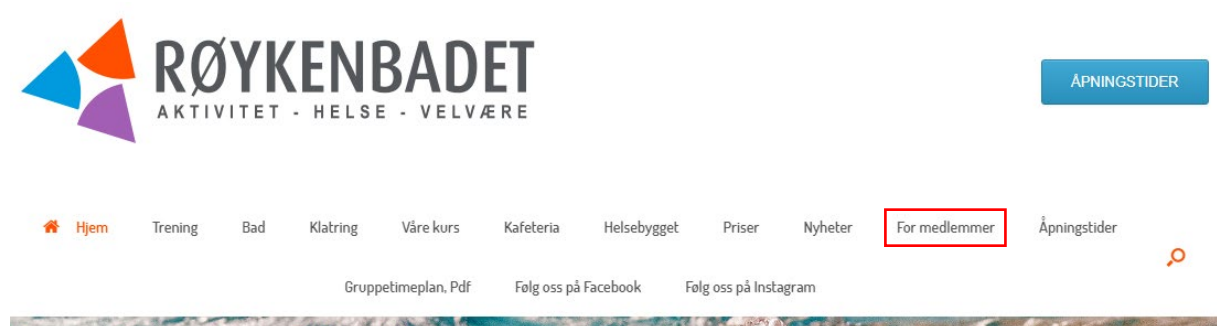 RØYKENBADET
AKTIVITET - HELSE - VELVÆRE
ÅPNINGSTIDER
Hjem Trening Bad Klatring Våre kurs Kafeteria Helsebygget Priser Nyheter For medlemmer Åpningstider
Gruppetimeplan, Pdf Følg oss på Facebook Følg oss på Instagram